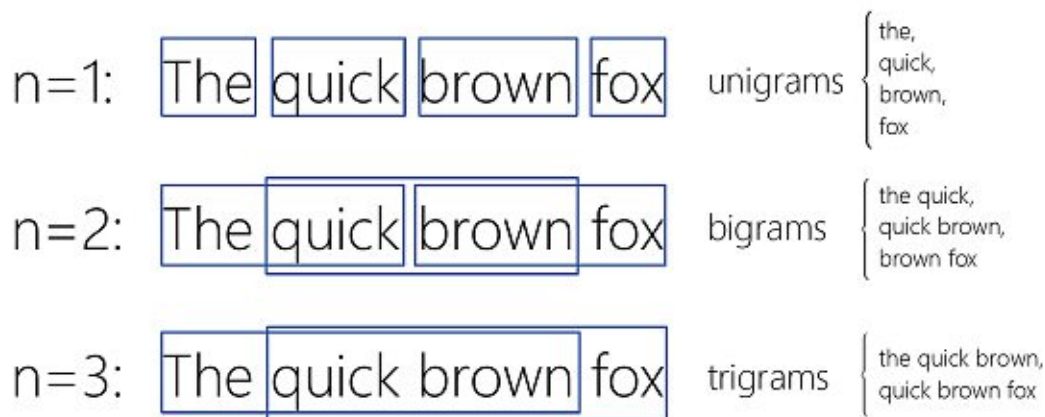 n=1: The quick brown fox unigrams
the,
quick,
brown,
fox
n=2: The quick brown fox bigrams
the quick,
quick brown,
brown fox
n=3: The quick brown fox trigrams
the quick brown,
quick brown fox